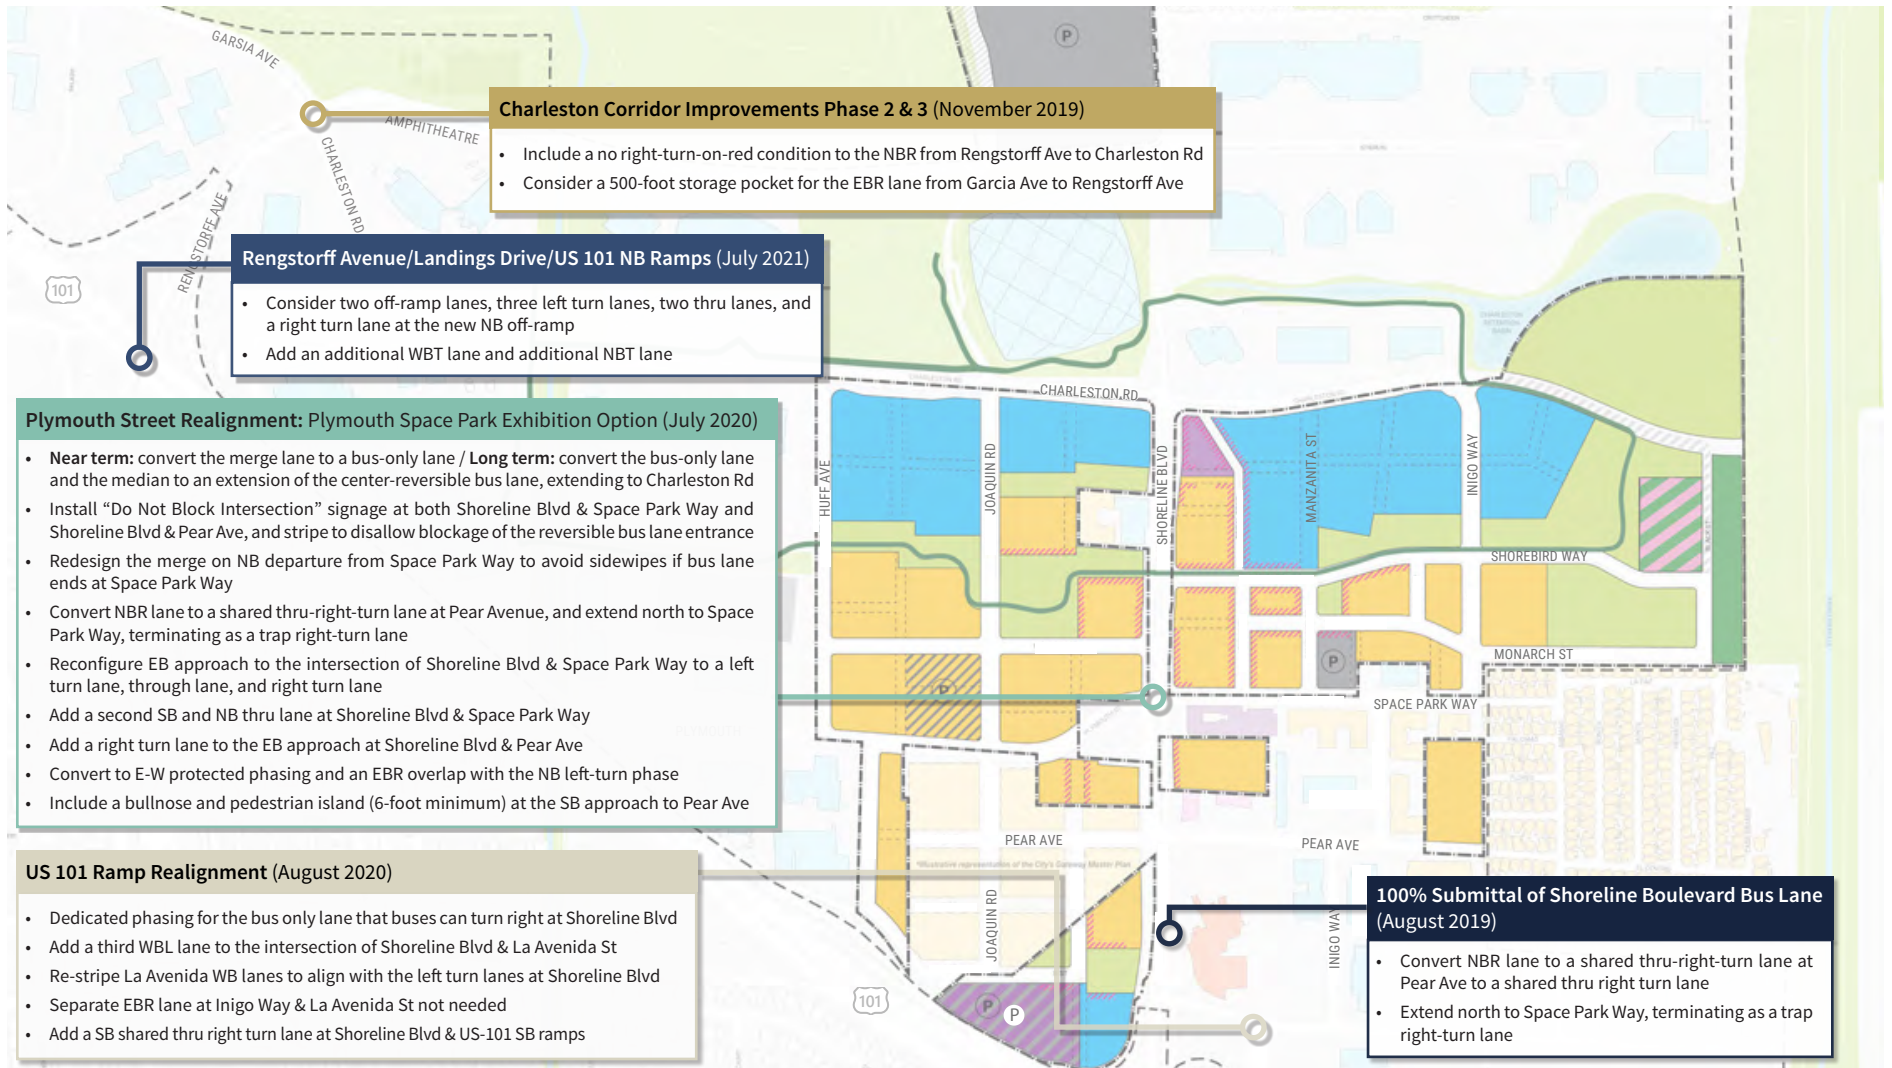 GARSIA AVE
AMPHITHEATRE
CHARLESTON RD
RENGSTORFF AVE
101
P
Charleston Corridor Improvements Phase 2 & 3 (November 2019)
• Include a no right-turn-on-red condition to the NBR from Rengstorff Ave to Charleston Rd
• Consider a 500-foot storage pocket for the EBR lane from Garcia Ave to Rengstorff Ave
Rengstorff Avenue/Landings Drive/US 101 NB Ramps (July 2021)
• Consider two off-ramp lanes, three left turn lanes, two thru lanes, and
a right turn lane at the new NB off-ramp
• Add an additional WBT lane and additional NBT lane
Plymouth Street Realignment: Plymouth Space Park Exhibition Option (July 2020)
• Near term: convert the merge lane to a bus-only lane / Long term: convert the bus-only lane
and the median to an extension of the center-reversible bus lane, extending to Charleston Rd
• Install “Do Not Block Intersection” signage at both Shoreline Blvd & Space Park Way and
Shoreline Blvd & Pear Ave, and stripe to disallow blockage of the reversible bus lane entrance
• Redesign the merge on NB departure from Space Park Way to avoid sidewipes if bus lane
ends at Space Park Way
• Convert NBR lane to a shared thru-right-turn lane at Pear Avenue, and extend north to Space
Park Way, terminating as a trap right-turn lane
• Reconfigure EB approach to the intersection of Shoreline Blvd & Space Park Way to a left
turn lane, through lane, and right turn lane
• Add a second SB and NB thru lane at Shoreline Blvd & Space Park Way
• Add a right turn lane to the EB approach at Shoreline Blvd & Pear Ave
• Convert to E-W protected phasing and an EBR overlap with the NB left-turn phase
• Include a bullnose and pedestrian island (6-foot minimum) at the SB approach to Pear Ave
US 101 Ramp Realignment (August 2020)
• Dedicated phasing for the bus only lane that buses can turn right at Shoreline Blvd
• Add a third WBL lane to the intersection of Shoreline Blvd & La Avenida St
• Re-stripe La Avenida WB lanes to align with the left turn lanes at Shoreline Blvd
• Separate EBR lane at Inigo Way & La Avenida St not needed
• Add a SB shared thru right turn lane at Shoreline Blvd & US-101 SB ramps
CHARLESTON RD
CHARLESTON RETENTION BASIN
HUFF AVE
JOAQUIN RD
SHORELINE BLVD
MANZANITA ST
INIGO WAY
SHOREBIRD WAY
MONARCH ST
SPACE PARK WAY
P
P
PEAR AVE
PEAR AVE
*Illustrative representation of the City's Gateway Master Plan
JOAQUIN RD
INIGO WAY
101
P
P
100% Submittal of Shoreline Boulevard Bus Lane
(August 2019)
• Convert NBR lane to a shared thru-right-turn lane at
Pear Ave to a shared thru right turn lane
• Extend north to Space Park Way, terminating as a trap
right-turn lane